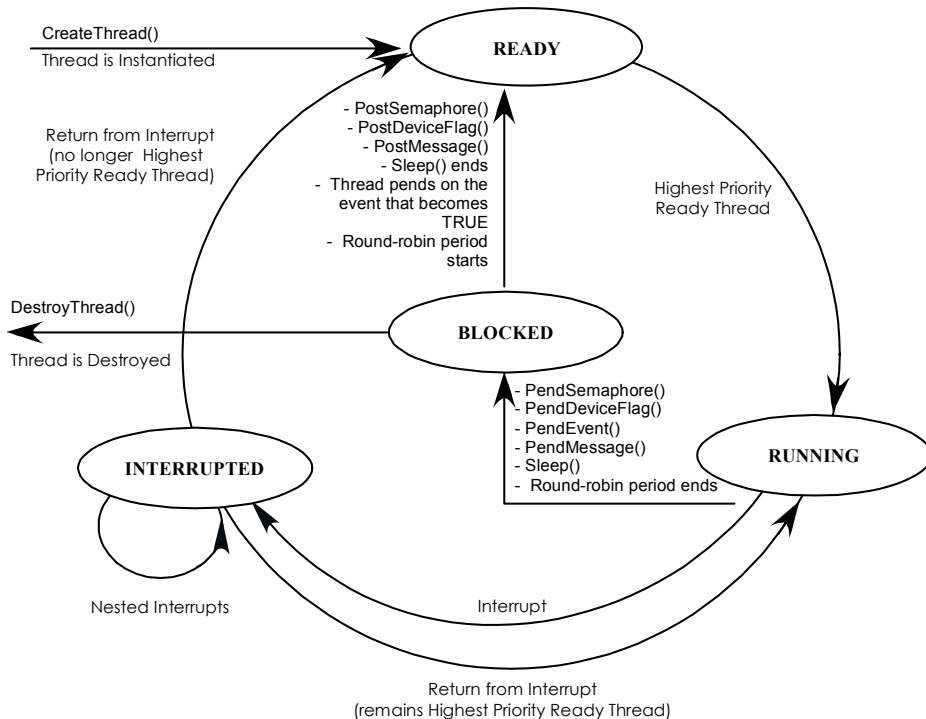 CreateThread()
Thread is Instantiated
READY
Return from Interrupt
(no longer Highest
Priority Ready Thread)
- PostSemaphore()
- PostDeviceFlag()
- PostMessage()
- Sleep() ends
- Thread pends on the
event that becomes
TRUE
- Round-robin period
starts
Highest Priority
Ready Thread
DestroyThread()
Thread is Destroyed
BLOCKED
- PendSemaphore()
- PendDeviceFlag()
- PendEvent()
- PendMessage()
- Sleep()
- Round-robin period ends
INTERRUPTED
RUNNING
Nested Interrupts
Interrupt
Return from Interrupt
(remains Highest Priority Ready Thread)